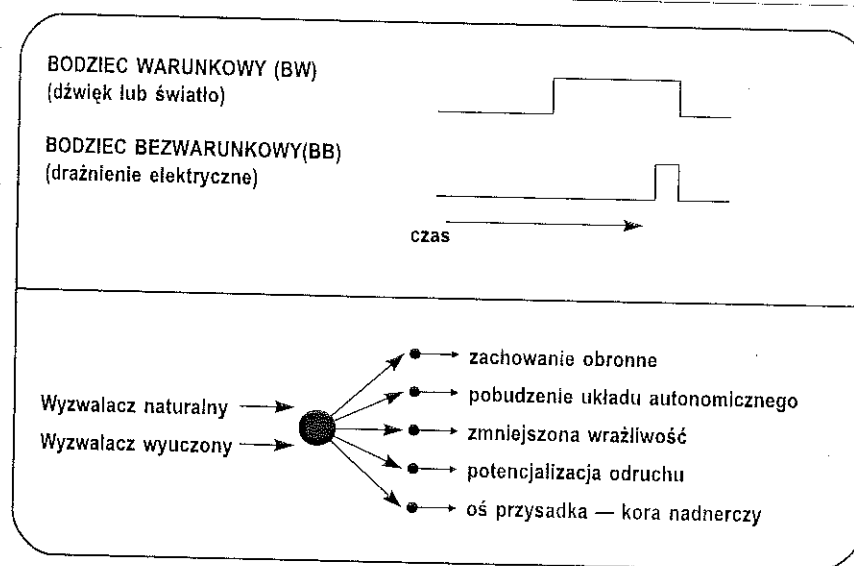 BODZIEC WARUNKOWY (BW)
(dźwięk lub światło)
BODZIEC BEZWARUNKOWY(BB)
(drażnienie elektryczne)
czas
Wyzwalacz naturalny
Wyzwalacz wyuczony
zachowanie obronne
pobudzenie układu autonomicznego
zmniejszona wrażliwość
potencjalizacja odruchu
oś przysadka — kora nadnerczy